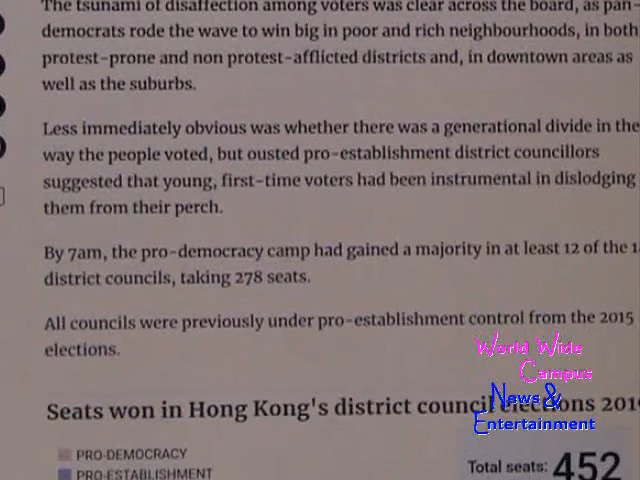 The tsunami of disaffection among voters was clear across the board, as pan-
democrats rode the wave to win big in poor and rich neighbourhoods, in both
protest-prone and non protest-afflicted districts and, in downtown areas as
well as the suburbs.
Less immediately obvious was whether there was a generational divide in the
way the people voted, but ousted pro-establishment district councillors
suggested that young, first-time voters had been instrumental in dislodging
them from their perch.
By 7am, the pro-democracy camp had gained a majority in at least 12 of the
district councils, taking 278 seats.
All councils were previously under pro-establishment control from the 2015
elections.
World Wide
Campus
News &
Entertainment
Seats won in Hong Kong's district council elections
PRO-DEMOCRACY
PRO-ESTABLISHMENT
Total seats: 452